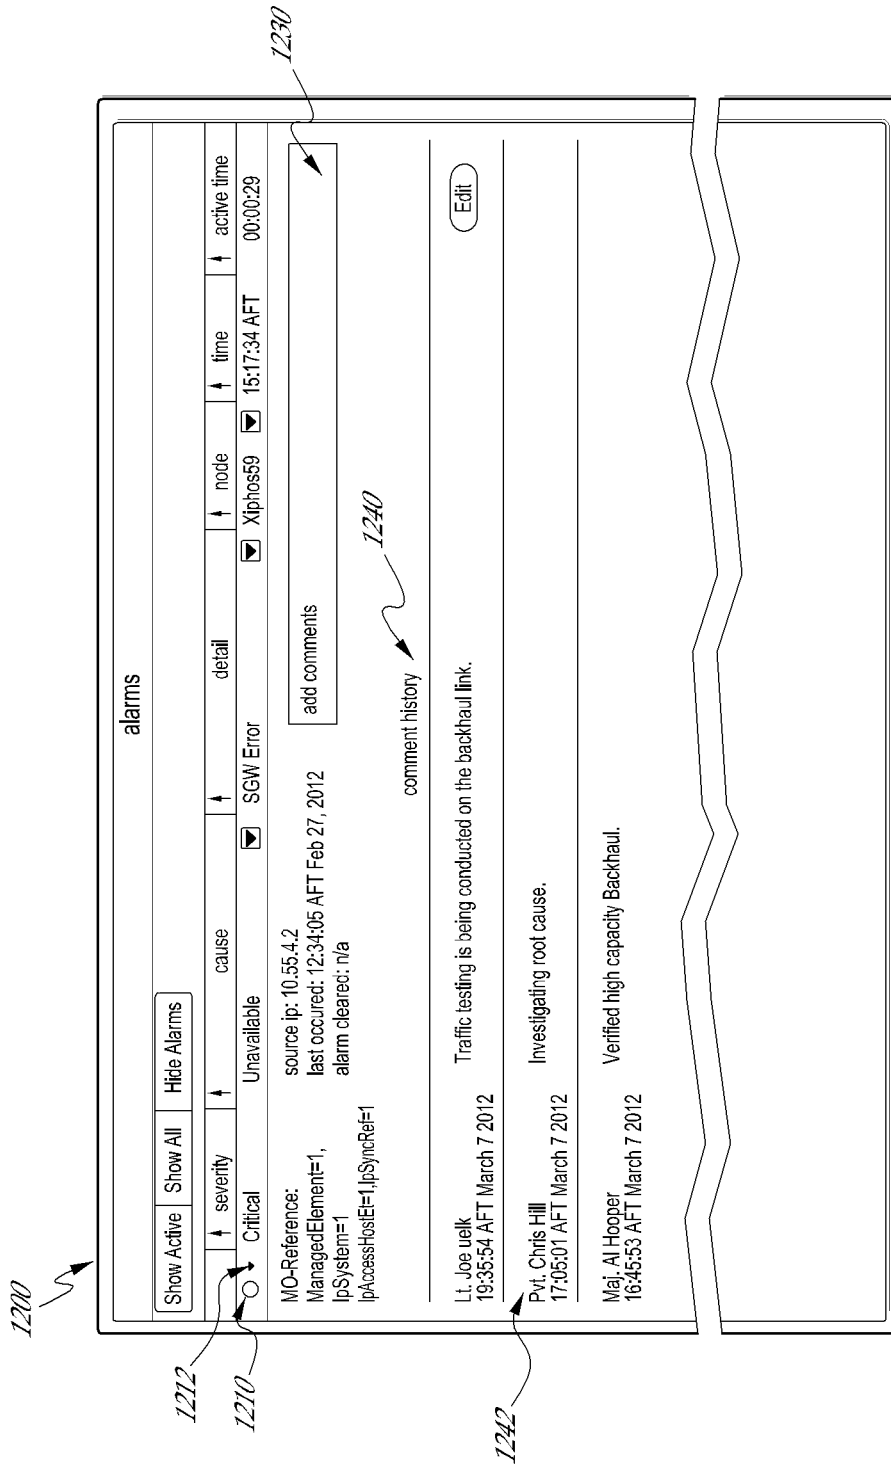 1200
alarms
Show Active Show All Hide Alarms
severity cause detail node time active time
1212
1210
Critical Unavailable SGW Error Xiphos59 15:17:34 AFT 00:00:29
MO-Reference:
ManagedElement=1,
IpSystem=1
IpAccessHostEt=1,IpSyncRef=1
source ip: 10.55.4.2
last occured: 12:34:05 AFT Feb 27, 2012
alarm cleared: n/a
add comments
1230
comment history
1240
Lt. Joe uelk
19:35:54 AFT March 7 2012
Traffic testing is being conducted on the backhaul link.
Edit
Pvt. Chris Hill
17:05:01 AFT March 7 2012
Investigating root cause.
1242
Maj. Al Hooper
16:45:53 AFT March 7 2012
Verified high capacity Backhaul.